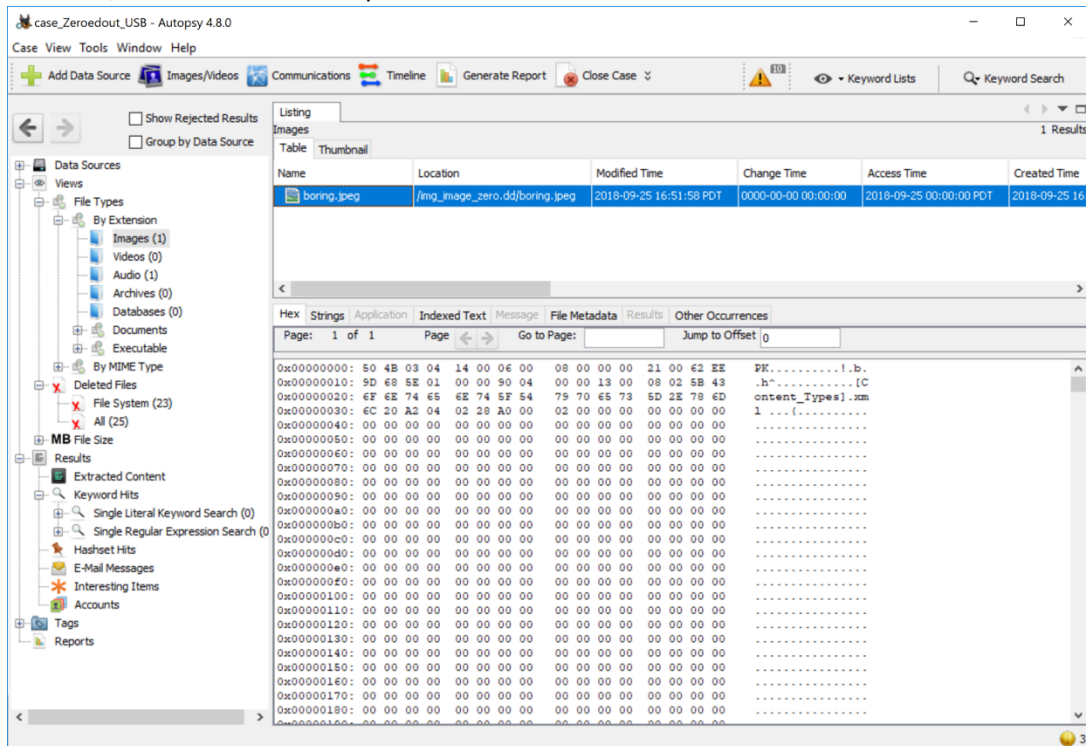 case_Zeroedout_USB - Autopsy 4.8.0
Case View Tools Window Help
Add Data Source Images/Videos Communications Timeline Generate Report Close Case Keyword Lists Keyword Search
Show Rejected Results
Group by Data Source
Data Sources
Views
File Types
By Extension
Images (1)
Videos (0)
Audio (1)
Archives (0)
Databases (0)
Documents
Executable
By MIME Type
Deleted Files
File System (23)
All (25)
MB File Size
Results
Extracted Content
Keyword Hits
Single Literal Keyword Search (0)
Single Regular Expression Search (0
Hashset Hits
E-Mail Messages
Interesting Items
Accounts
Tags
Reports
Listing
Images 1 Results
Table Thumbnail
Name Location Modified Time Change Time Access Time Created Time
boring.jpeg /img_image_zero.dd/boring.jpeg 2018-09-25 16:51:58 PDT 0000-00-00 00:00:00 2018-09-25 00:00:00 PDT 2018-09-25 16:
Hex Strings Application Indexed Text Message File Metadata Results Other Occurrences
Page: 1 of 1 Page Go to Page: Jump to Offset 0
0x00000000: 50 4B 03 04 14 00 06 00 08 00 00 00 21 00 62 EE PK..........!.b.
0x00000010: 9D 68 5E 01 00 00 90 04 00 00 13 00 08 02 5B 43 .h^...........[C
0x00000020: 6F 6E 74 65 6E 74 5F 54 79 70 65 73 5D 2E 78 6D ontent_Types].xm
0x00000030: 6C 20 A2 04 02 28 A0 00 02 00 00 00 00 00 00 00 l ...(..........
0x00000040: 00 00 00 00 00 00 00 00 00 00 00 00 00 00 00 00 ................
0x00000050: 00 00 00 00 00 00 00 00 00 00 00 00 00 00 00 00 ................
0x00000060: 00 00 00 00 00 00 00 00 00 00 00 00 00 00 00 00 ................
0x00000070: 00 00 00 00 00 00 00 00 00 00 00 00 00 00 00 00 ................
0x00000080: 00 00 00 00 00 00 00 00 00 00 00 00 00 00 00 00 ................
0x00000090: 00 00 00 00 00 00 00 00 00 00 00 00 00 00 00 00 ................
0x000000a0: 00 00 00 00 00 00 00 00 00 00 00 00 00 00 00 00 ................
0x000000b0: 00 00 00 00 00 00 00 00 00 00 00 00 00 00 00 00 ................
0x000000c0: 00 00 00 00 00 00 00 00 00 00 00 00 00 00 00 00 ................
0x000000d0: 00 00 00 00 00 00 00 00 00 00 00 00 00 00 00 00 ................
0x000000e0: 00 00 00 00 00 00 00 00 00 00 00 00 00 00 00 00 ................
0x000000f0: 00 00 00 00 00 00 00 00 00 00 00 00 00 00 00 00 ................
0x00000100: 00 00 00 00 00 00 00 00 00 00 00 00 00 00 00 00 ................
0x00000110: 00 00 00 00 00 00 00 00 00 00 00 00 00 00 00 00 ................
0x00000120: 00 00 00 00 00 00 00 00 00 00 00 00 00 00 00 00 ................
0x00000130: 00 00 00 00 00 00 00 00 00 00 00 00 00 00 00 00 ................
0x00000140: 00 00 00 00 00 00 00 00 00 00 00 00 00 00 00 00 ................
0x00000150: 00 00 00 00 00 00 00 00 00 00 00 00 00 00 00 00 ................
0x00000160: 00 00 00 00 00 00 00 00 00 00 00 00 00 00 00 00 ................
0x00000170: 00 00 00 00 00 00 00 00 00 00 00 00 00 00 00 00 ................
0x00000180: 00 00 00 00 00 00 00 00 00 00 00 00 00 00 00 00 ................
3